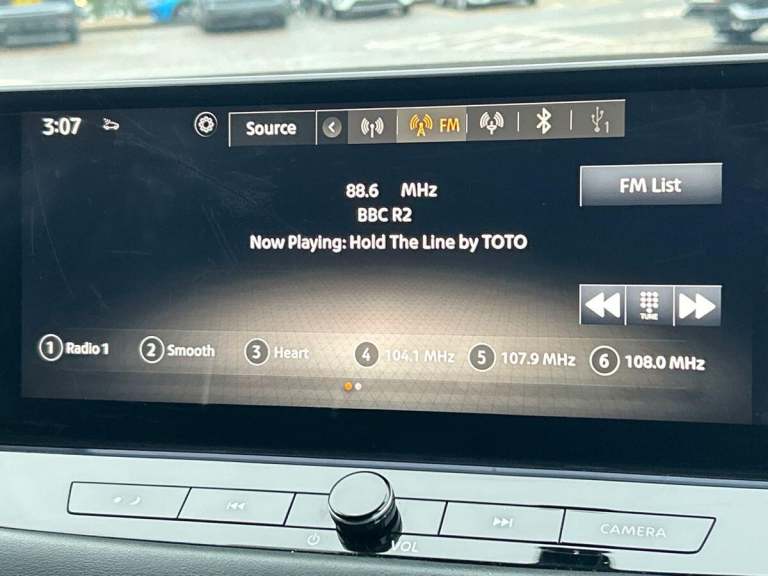 3:07 Source FM 1
88.6 MHz
FM List
BBC R2
Now Playing: Hold The Line by TOTO
TUNE
1 Radio 1 2 Smooth 3 Heart 4 104.1 MHz 5 107.9 MHz 6 108.0 MHz
VOL CAMERA